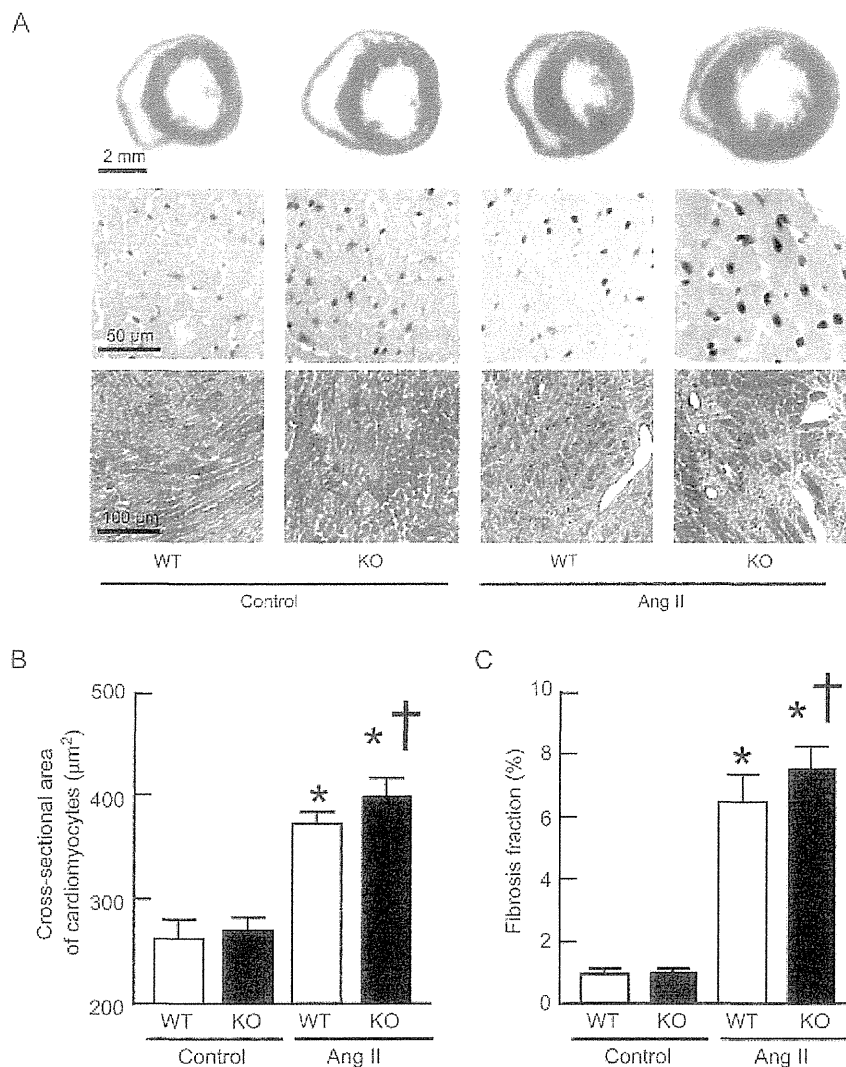 A
2 mm
50 µm
100 µm
WT KO WT KO
Control Ang II
B
Cross-sectional area
of cardiomyocytes (µm²)
500
400
300
200
*
* †
WT KO WT KO
Control Ang II
C
Fibrosis fraction (%)
10
8
6
4
2
0
*
* †
WT KO WT KO
Control Ang II